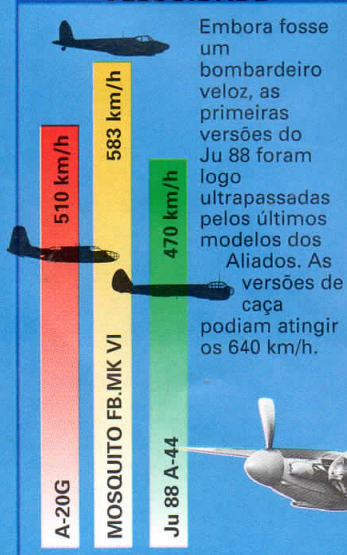 Embora fosse
um
bombardeiro
veloz, as
primeiras
versões do
Ju 88 foram
logo
ultrapassadas
pelos últimos
modelos dos
Aliados. As
versões de
caça
podiam atingir
os 640 km/h.
A-20G 510 km/h
MOSQUITO FB.MK VI 583 km/h
Ju 88 A-44 470 km/h